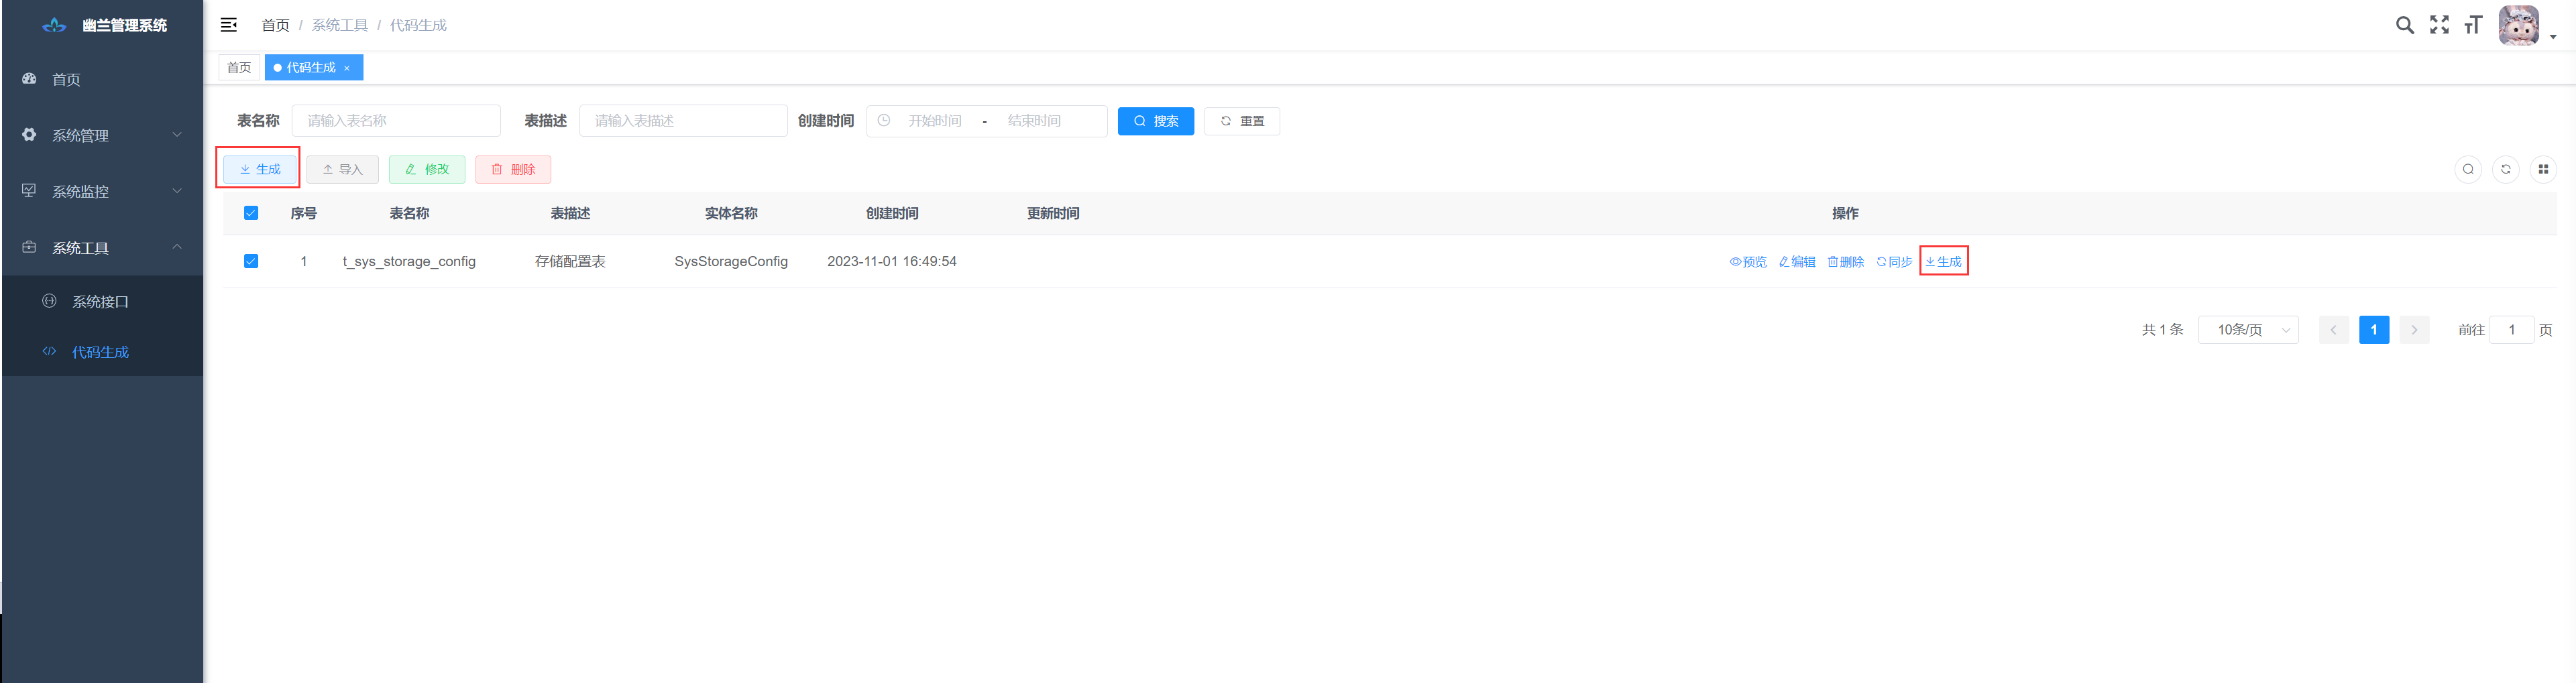 幽兰管理系统
首页 / 系统工具 / 代码生成
首页 代码生成 ×
首页
系统管理
系统监控
系统工具
系统接口
代码生成
表名称 请输入表名称 表描述 请输入表描述 创建时间 开始时间 - 结束时间 搜索 重置
生成 导入 修改 删除
序号 表名称 表描述 实体名称 创建时间 更新时间 操作
1 t_sys_storage_config 存储配置表 SysStorageConfig 2023-11-01 16:49:54 预览 编辑 删除 同步 生成
共 1 条 10条/页 1 前往 1 页